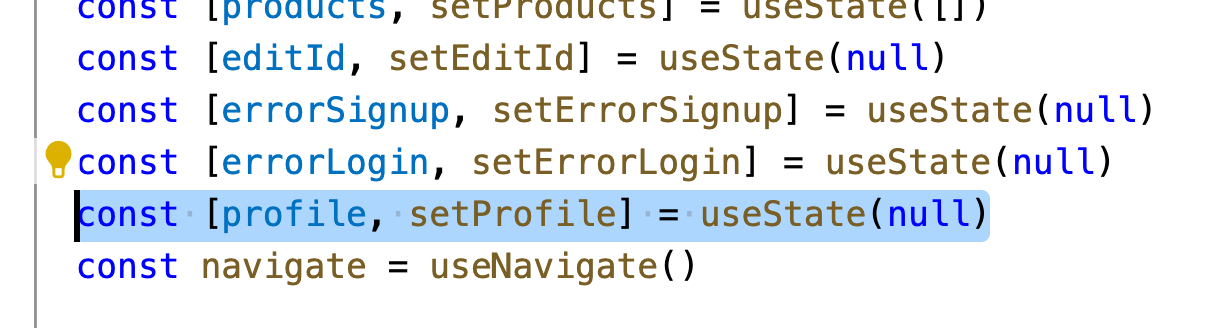 const [products, setProducts] = useState([])
const [editId, setEditId] = useState(null)
const [errorSignup, setErrorSignup] = useState(null)
const [errorLogin, setErrorLogin] = useState(null)
const [profile, setProfile] = useState(null)
const navigate = useNavigate()